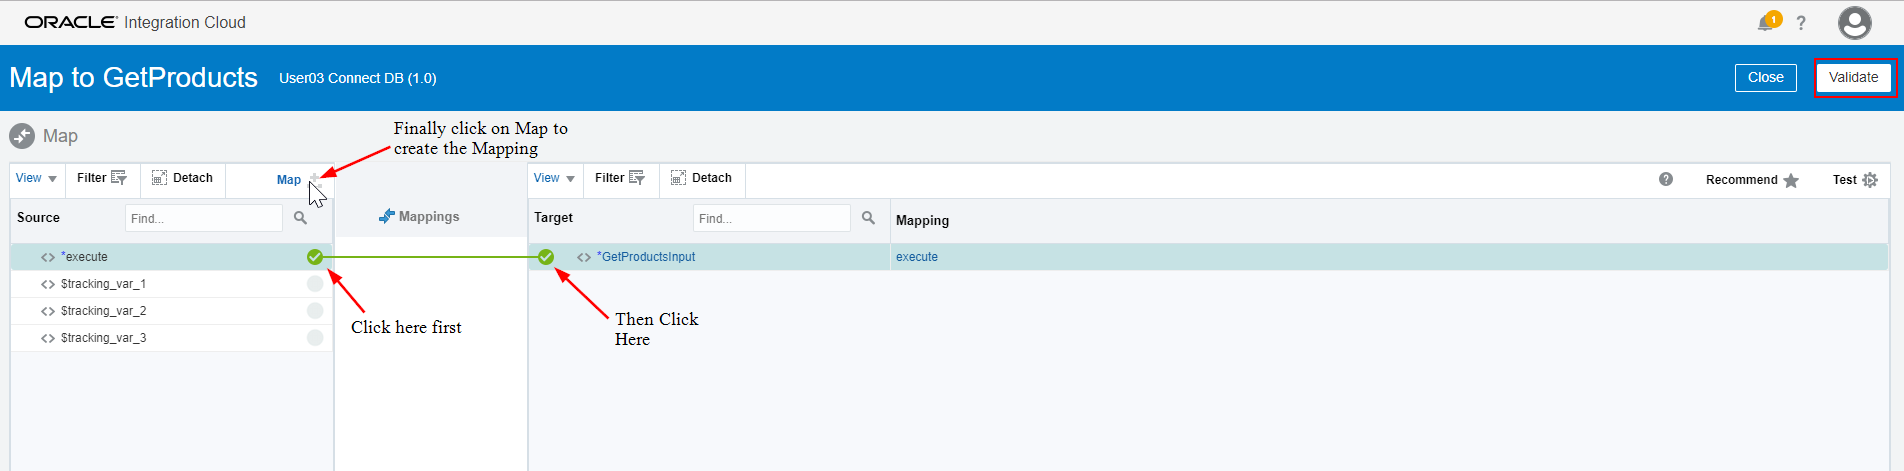 ORACLE® Integration Cloud
1
?
Map to GetProducts User03 Connect DB (1.0)
Close
Validate
Map
Finally click on Map to
create the Mapping
View Filter Detach Map
View Filter Detach ? Recommend Test
Source Find...
Mappings
Target Find... Mapping
<> *execute
<> *GetProductsInput execute
<> $tracking_var_1
<> $tracking_var_2
<> $tracking_var_3
Click here first
Then Click
Here